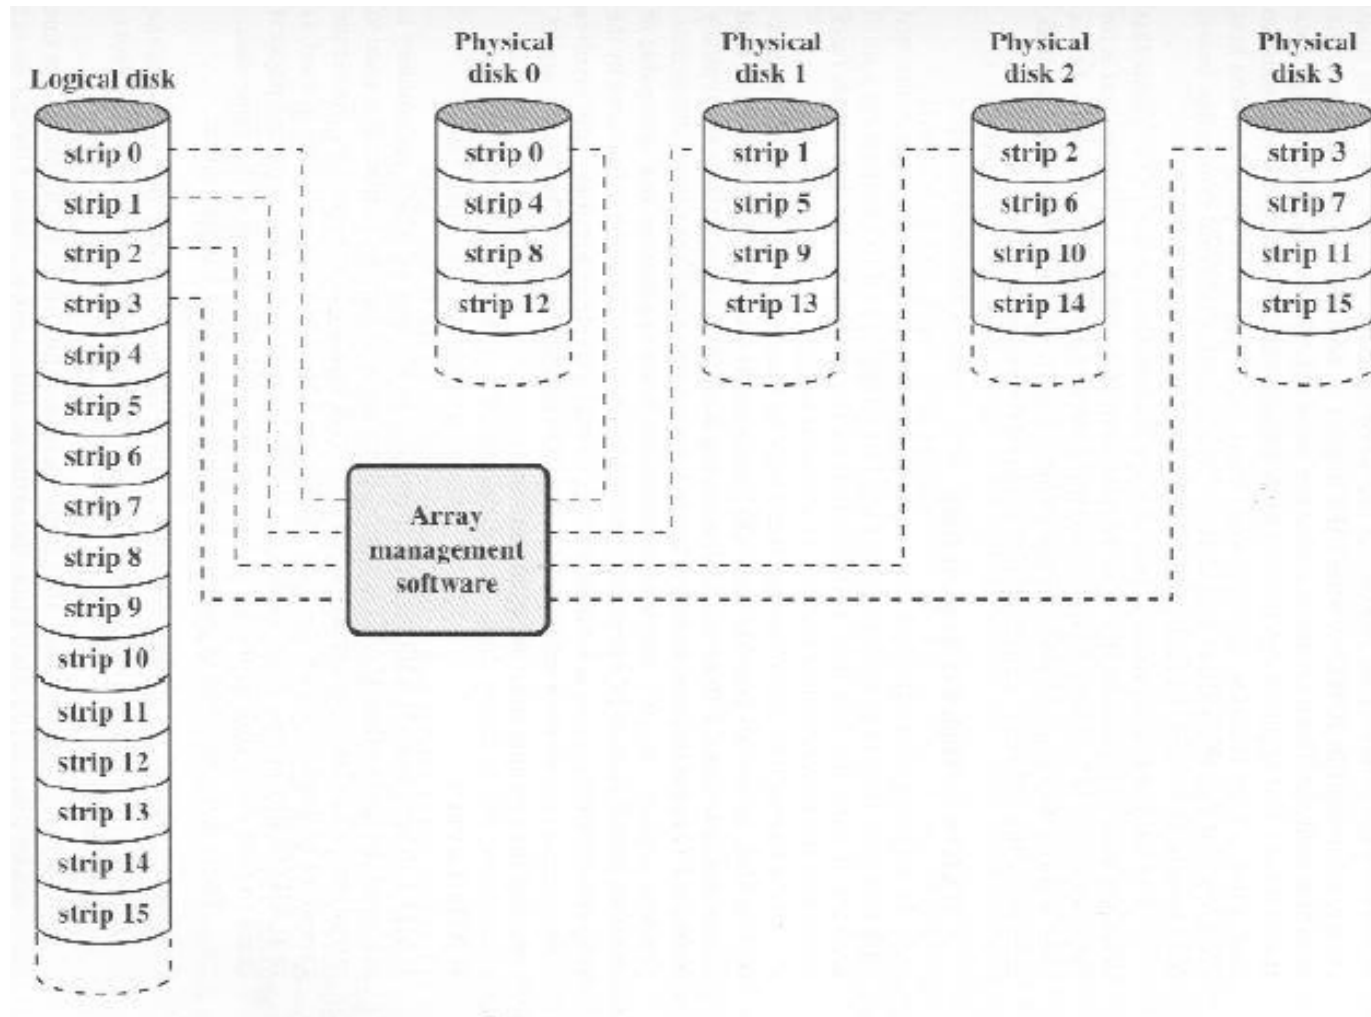 Logical disk
strip 0
strip 1
strip 2
strip 3
strip 4
strip 5
strip 6
strip 7
strip 8
strip 9
strip 10
strip 11
strip 12
strip 13
strip 14
strip 15
Physical
disk 0
strip 0
strip 4
strip 8
strip 12
Physical
disk 1
strip 1
strip 5
strip 9
strip 13
Physical
disk 2
strip 2
strip 6
strip 10
strip 14
Physical
disk 3
strip 3
strip 7
strip 11
strip 15
Array
management
software